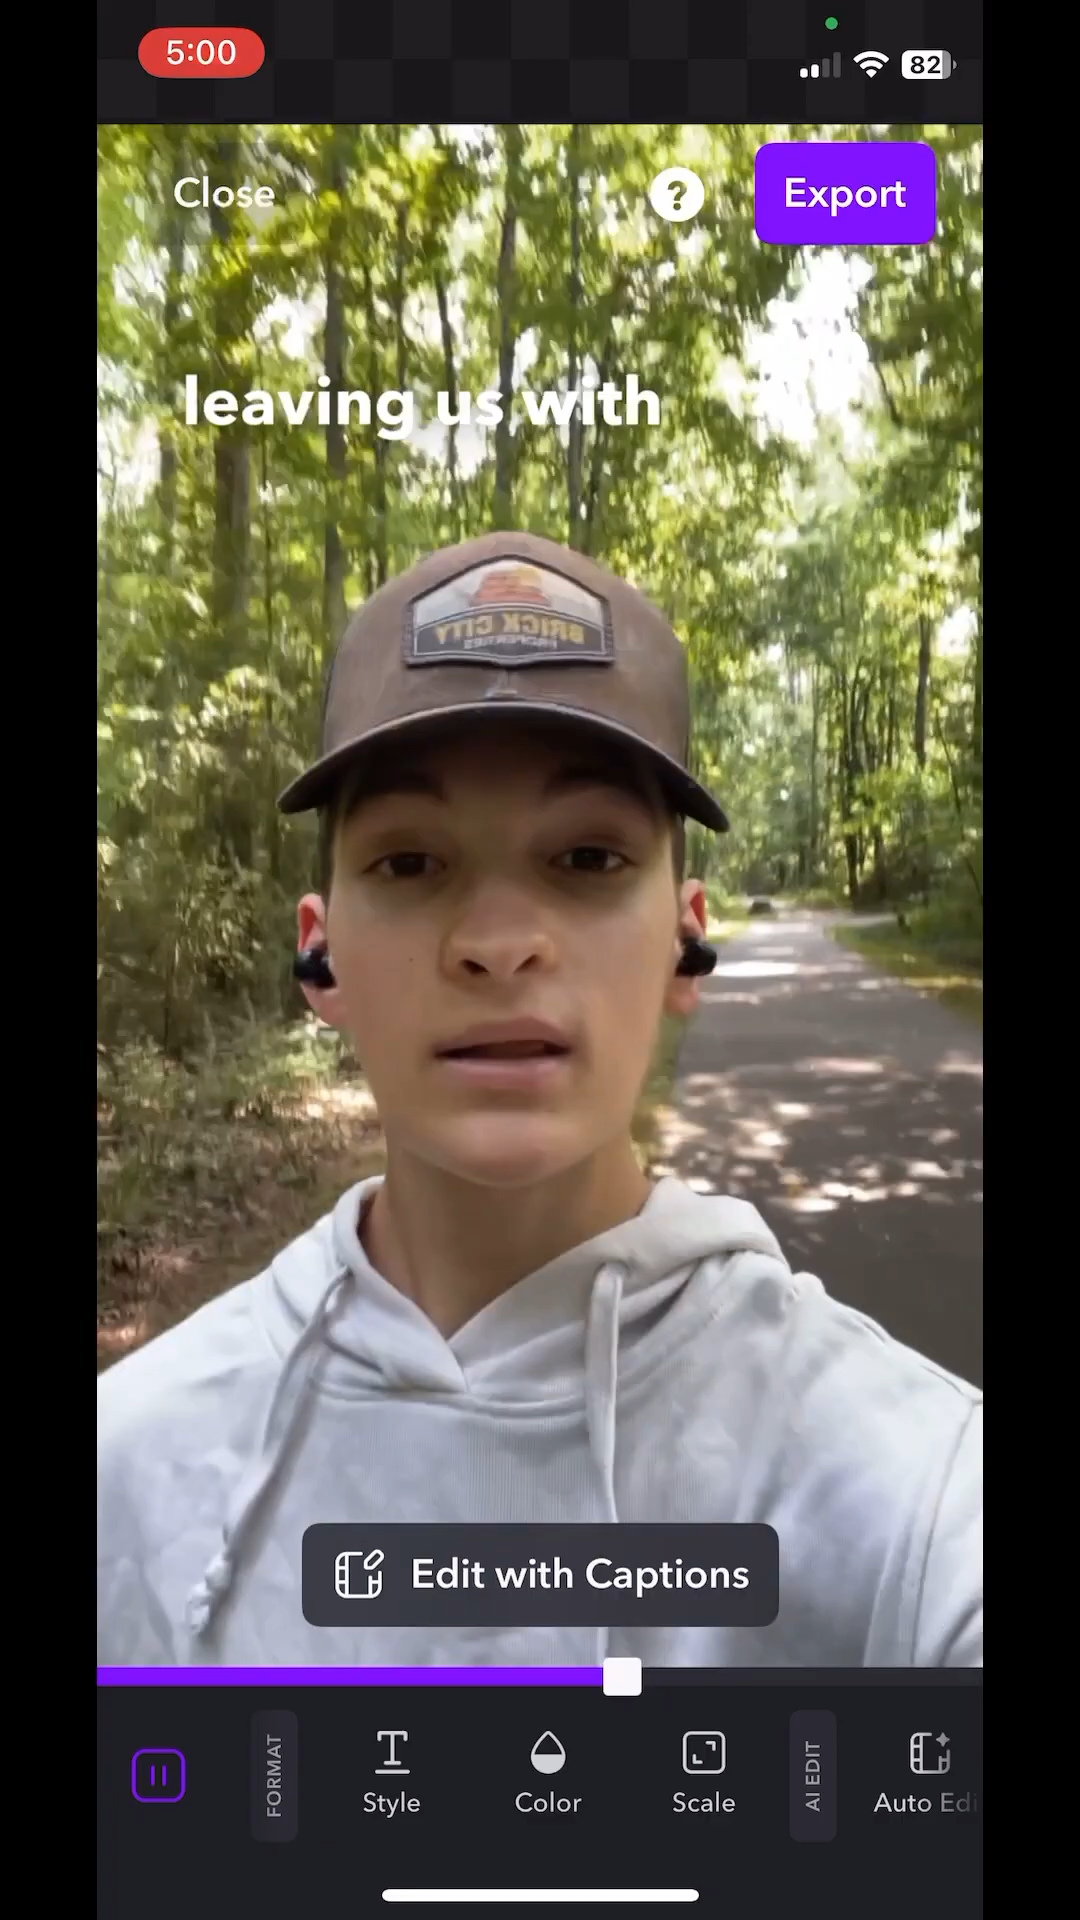 5:00
82
Close
?
Export
leaving us with
BRICK CITY
PROPERTIES
Edit with Captions
FORMAT
Style
Color
Scale
AI EDIT
Auto Edi